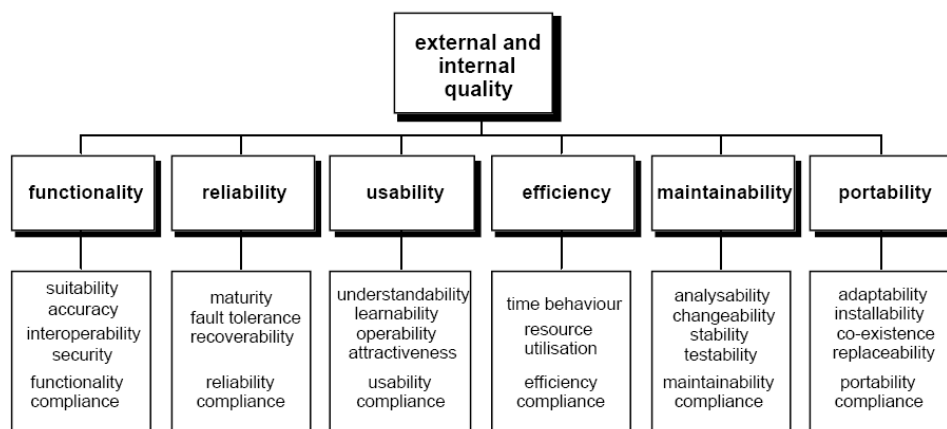 external and
internal
quality
functionality
reliability
usability
efficiency
maintainability
portability
suitability
accuracy
interoperability
security
functionality
compliance
maturity
fault tolerance
recoverability
reliability
compliance
understandability
learnability
operability
attractiveness
usability
compliance
time behaviour
resource
utilisation
efficiency
compliance
analysability
changeability
stability
testability
maintainability
compliance
adaptability
installability
co-existence
replaceability
portability
compliance